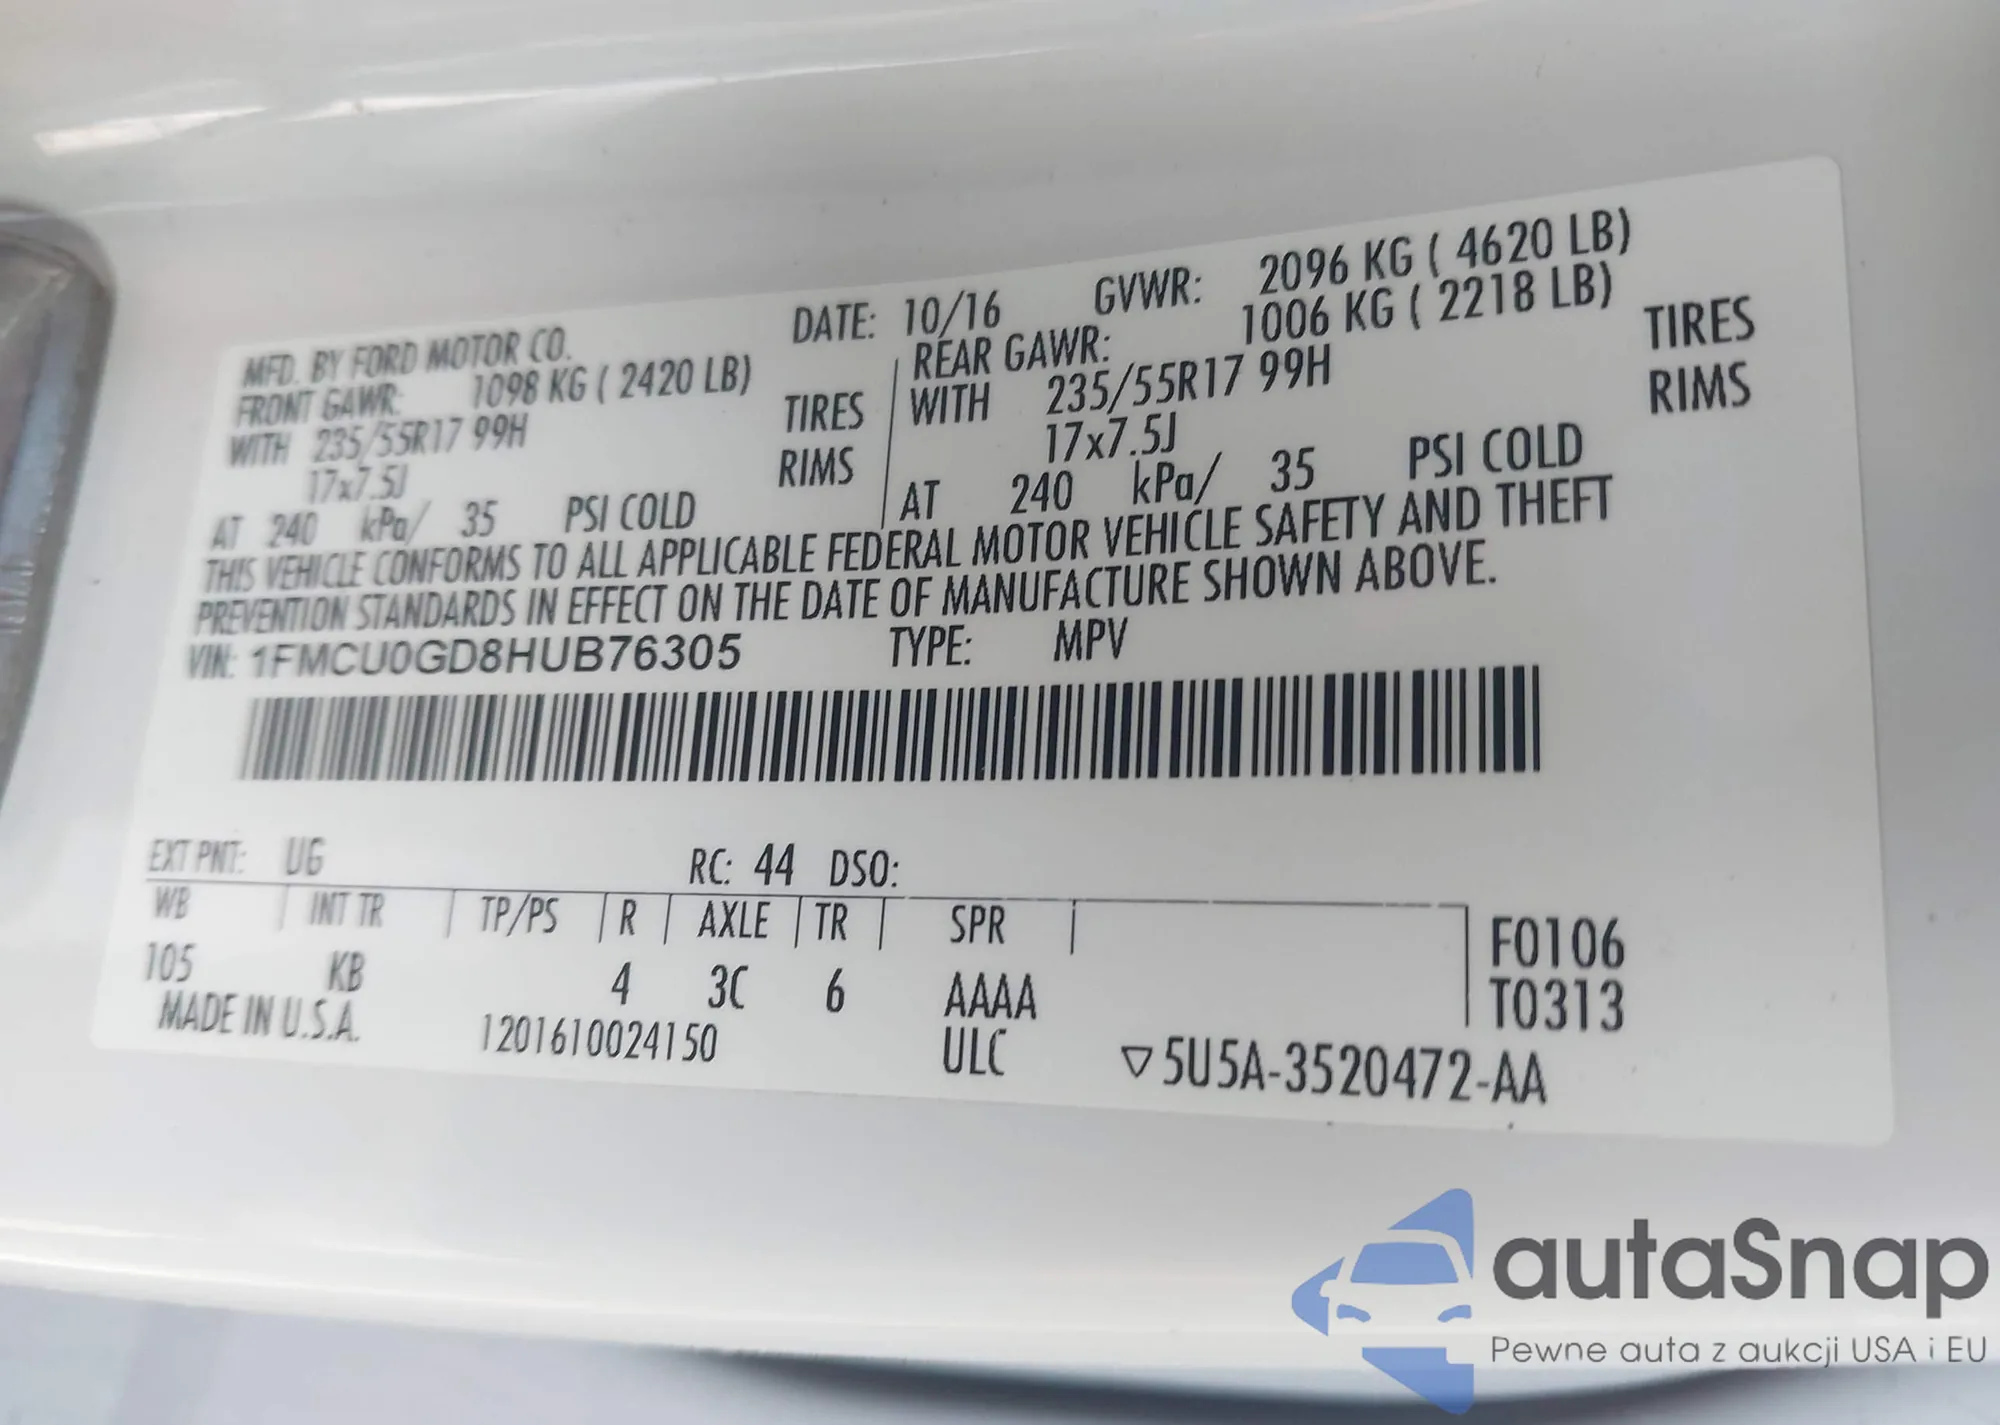 MFD. BY FORD MOTOR CO. DATE: 10/16 GVWR: 2096 KG ( 4620 LB)
FRONT GAWR: 1098 KG ( 2420 LB) REAR GAWR: 1006 KG ( 2218 LB)
WITH 235/55R17 99H TIRES WITH 235/55R17 99H TIRES
17x7.5J RIMS 17x7.5J RIMS
AT 240 kPa/ 35 PSI COLD AT 240 kPa/ 35 PSI COLD
THIS VEHICLE CONFORMS TO ALL APPLICABLE FEDERAL MOTOR VEHICLE SAFETY AND THEFT
PREVENTION STANDARDS IN EFFECT ON THE DATE OF MANUFACTURE SHOWN ABOVE.
VIN: 1FMCU0GD8HUB76305 TYPE: MPV
EXT PNT: UG RC: 44 DSO:
WB INT TR TP/PS R AXLE TR SPR F0106
105 KB 4 3C 6 AAAA T0313
MADE IN U.S.A. 1201610024150 ULC ▽5U5A-3520472-AA
autaSnap
Pewne auta z aukcji USA i EU